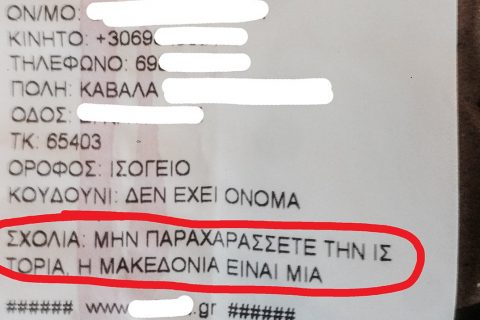 ΟΝ/ΜΟ:
ΚΙΝΗΤΟ: +3069
ΤΗΛΕΦΩΝΟ: 69
ΠΟΛΗ: ΚΑΒΑΛΑ
ΟΔΟΣ:
ΤΚ: 65403
ΟΡΟΦΟΣ: ΙΣΟΓΕΙΟ
ΚΟΥΔΟΥΝΙ: ΔΕΝ ΕΧΕΙ ΟΝΟΜΑ
ΣΧΟΛΙΑ: ΜΗΝ ΠΑΡΑΧΑΡΑΣΣΕΤΕ ΤΗΝ ΙΣ
ΤΟΡΙΑ, Η ΜΑΚΕΔΟΝΙΑ ΕΙΝΑΙ ΜΙΑ
###### www. .gr ######